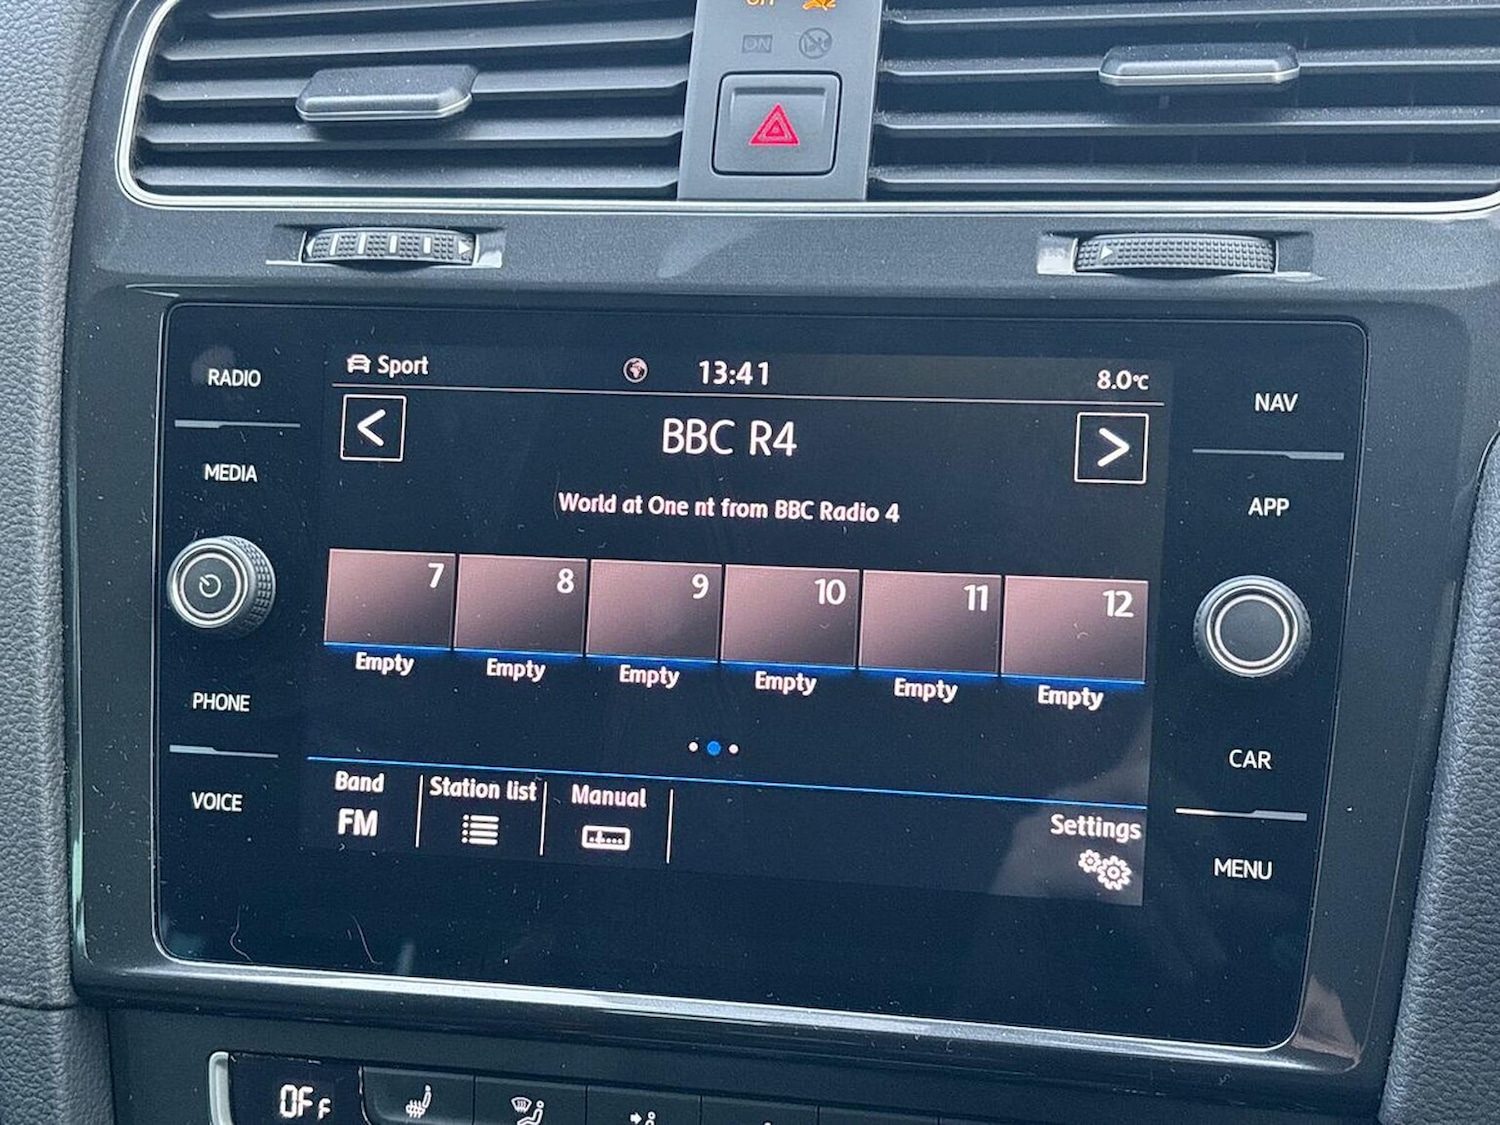 OFF
ON
RADIO
MEDIA
PHONE
VOICE
Sport
13:41
8.0°C
BBC R4
World at One nt from BBC Radio 4
7
8
9
10
11
12
Empty
Empty
Empty
Empty
Empty
Empty
Band
FM
Station list
Manual
Settings
NAV
APP
CAR
MENU
OFF